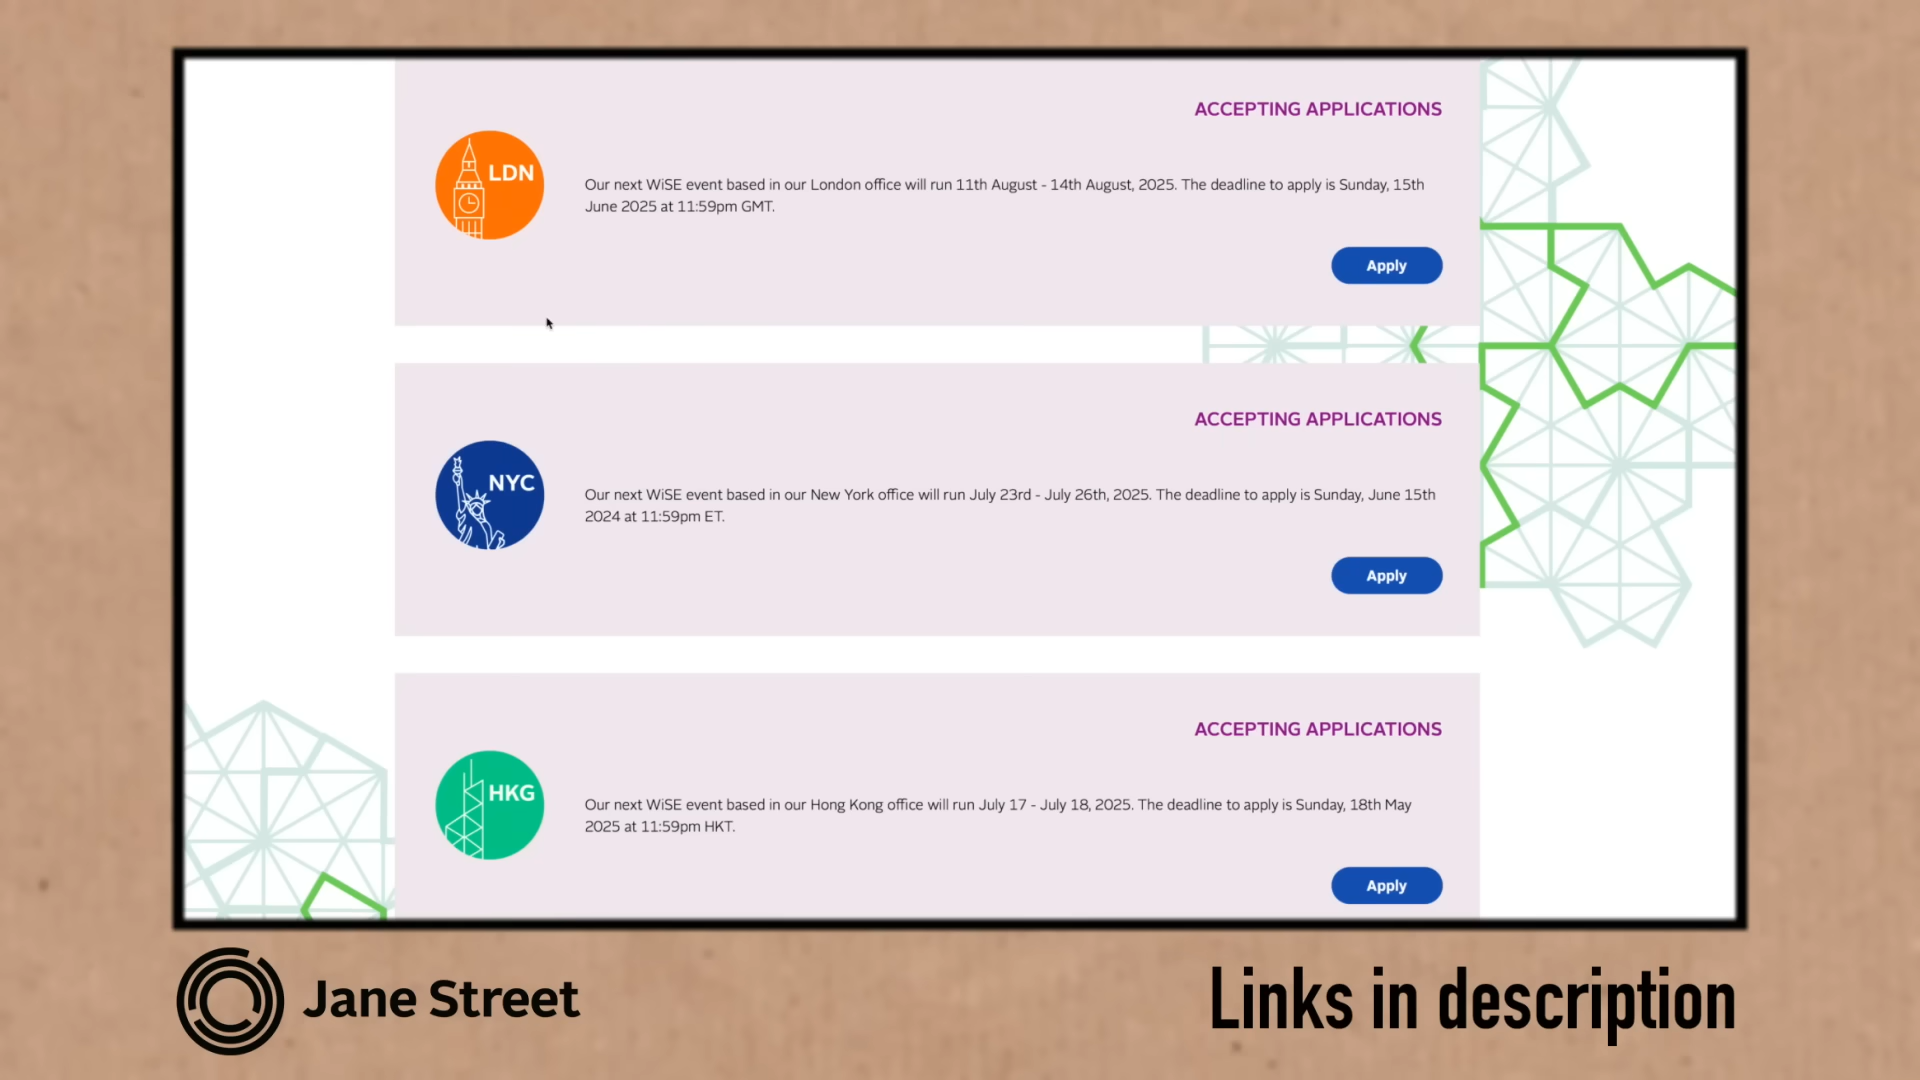 ACCEPTING APPLICATIONS
LDN
Our next WiSE event based in our London office will run 11th August - 14th August, 2025. The deadline to apply is Sunday, 15th
June 2025 at 11:59pm GMT.
Apply
ACCEPTING APPLICATIONS
NYC
Our next WiSE event based in our New York office will run July 23rd - July 26th, 2025. The deadline to apply is Sunday, June 15th
2024 at 11:59pm ET.
Apply
ACCEPTING APPLICATIONS
HKG
Our next WiSE event based in our Hong Kong office will run July 17 - July 18, 2025. The deadline to apply is Sunday, 18th May
2025 at 11:59pm HKT.
Apply
Jane Street
Links in description